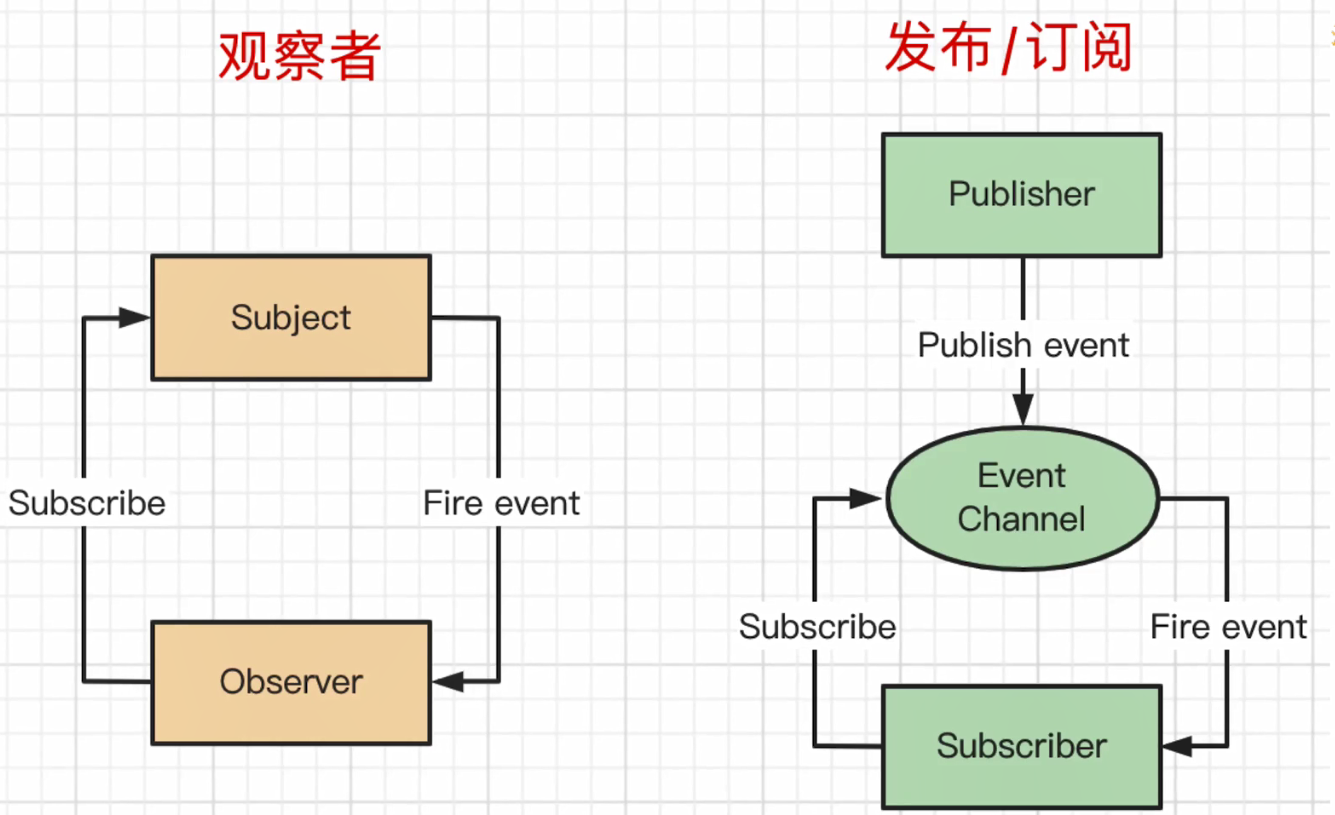 观察者
发布/订阅
Publisher
Subject
Publish event
Event
Channel
Subscribe
Fire event
Subscribe
Fire event
Observer
Subscriber